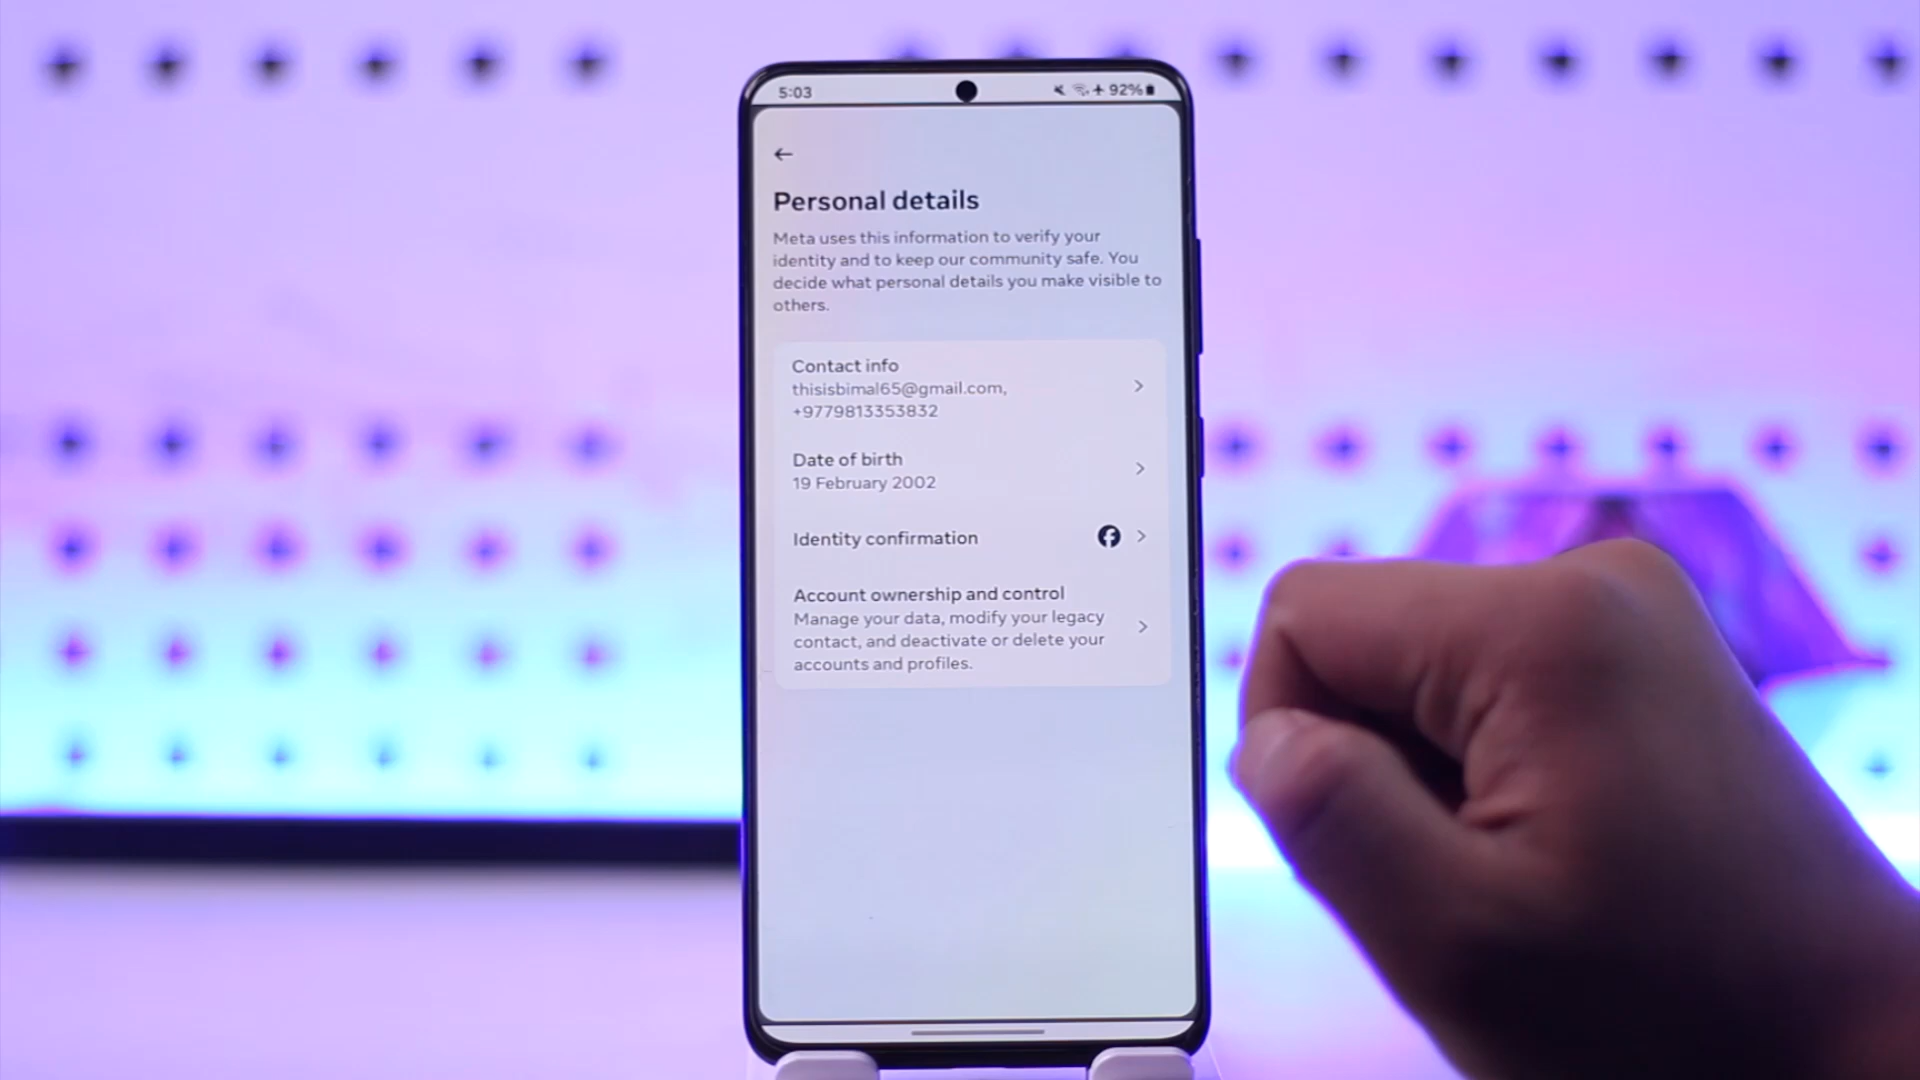 5:03
92%
Personal details
Meta uses this information to verify your
identity and to keep our community safe. You
decide what personal details you make visible to
others.
Contact info
thisisbimal65@gmail.com,
+9779813353832
Date of birth
19 February 2002
Identity confirmation
Account ownership and control
Manage your data, modify your legacy
contact, and deactivate or delete your
accounts and profiles.